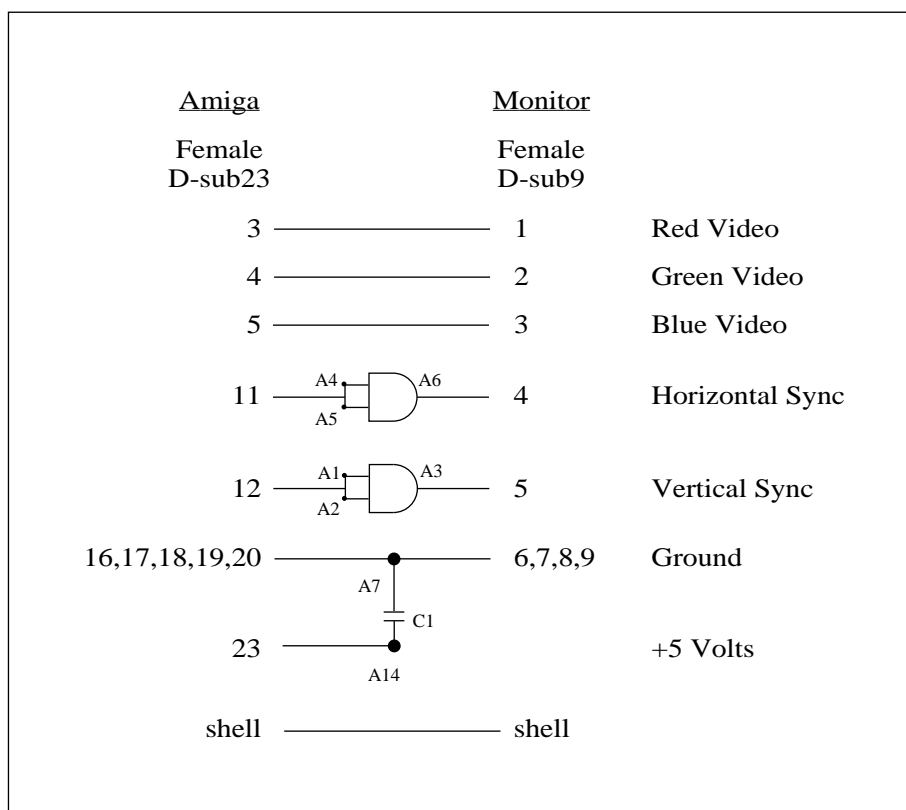 Amiga Monitor
Female Female
D-sub23 D-sub9
3 1 Red Video
4 2 Green Video
5 3 Blue Video
A4 A6
11 4 Horizontal Sync
A5
A1 A3
12 5 Vertical Sync
A2
16,17,18,19,20 6,7,8,9 Ground
A7
C1
23 +5 Volts
A14
shell shell